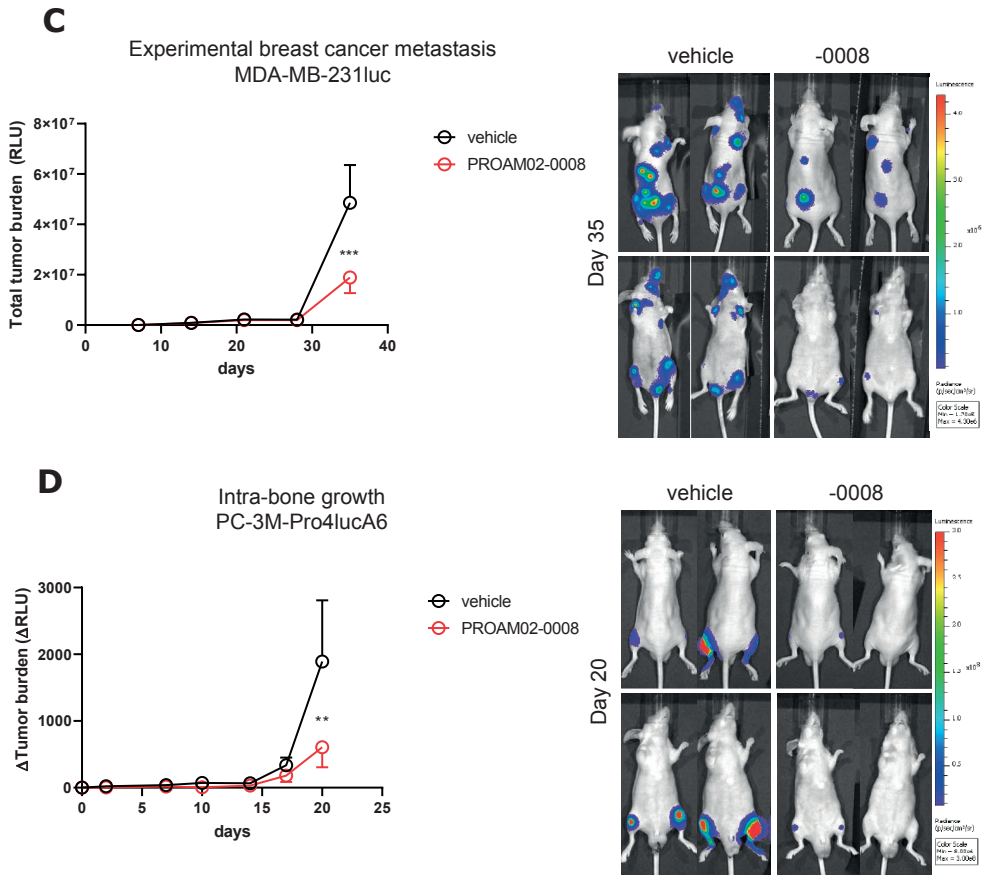 C
Experimental breast cancer metastasis
MDA-MB-231luc
Total tumor burden (RLU)
8×10⁷
6×10⁷
4×10⁷
2×10⁷
0
0 10 20 30 40
days
***
vehicle
PROAM02-0008
vehicle -0008
Day 35
Luminescence
4.0
3.0
2.0
1.0
x10⁶
Radiance
(p/sec/cm²/sr)
Color Scale
Max = 4.30e6
D
Intra-bone growth
PC-3M-Pro4lucA6
ΔTumor burden (ΔRLU)
3000
2000
1000
0
0 5 10 15 20 25
days
**
vehicle
PROAM02-0008
vehicle -0008
Day 20
Luminescence
3.0
2.5
2.0
1.5
1.0
0.5
x10⁸
Radiance
(p/sec/cm²/sr)
Color Scale
Max = 3.00e8